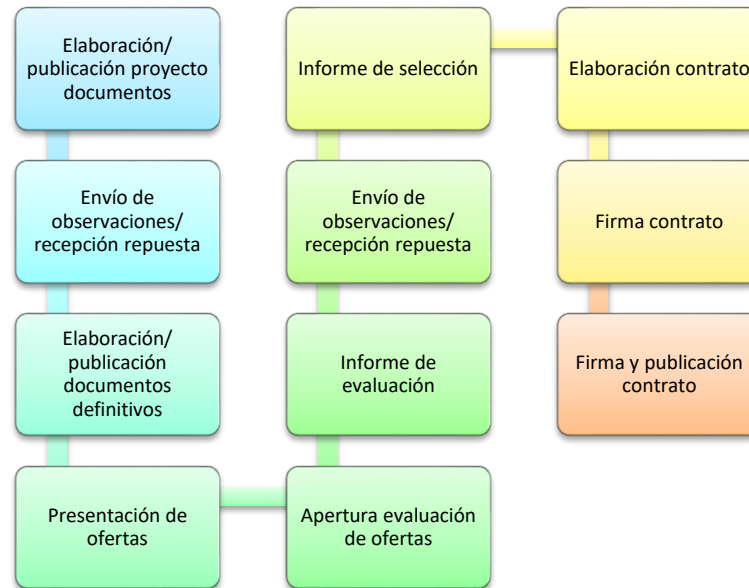 Elaboración/
publicación proyecto
documentos
Envío de
observaciones/
recepción repuesta
Elaboración/
publicación
documentos
definitivos
Presentación de
ofertas
Apertura evaluación
de ofertas
Informe de
evaluación
Envío de
observaciones/
recepción repuesta
Informe de selección
Elaboración contrato
Firma contrato
Firma y publicación
contrato